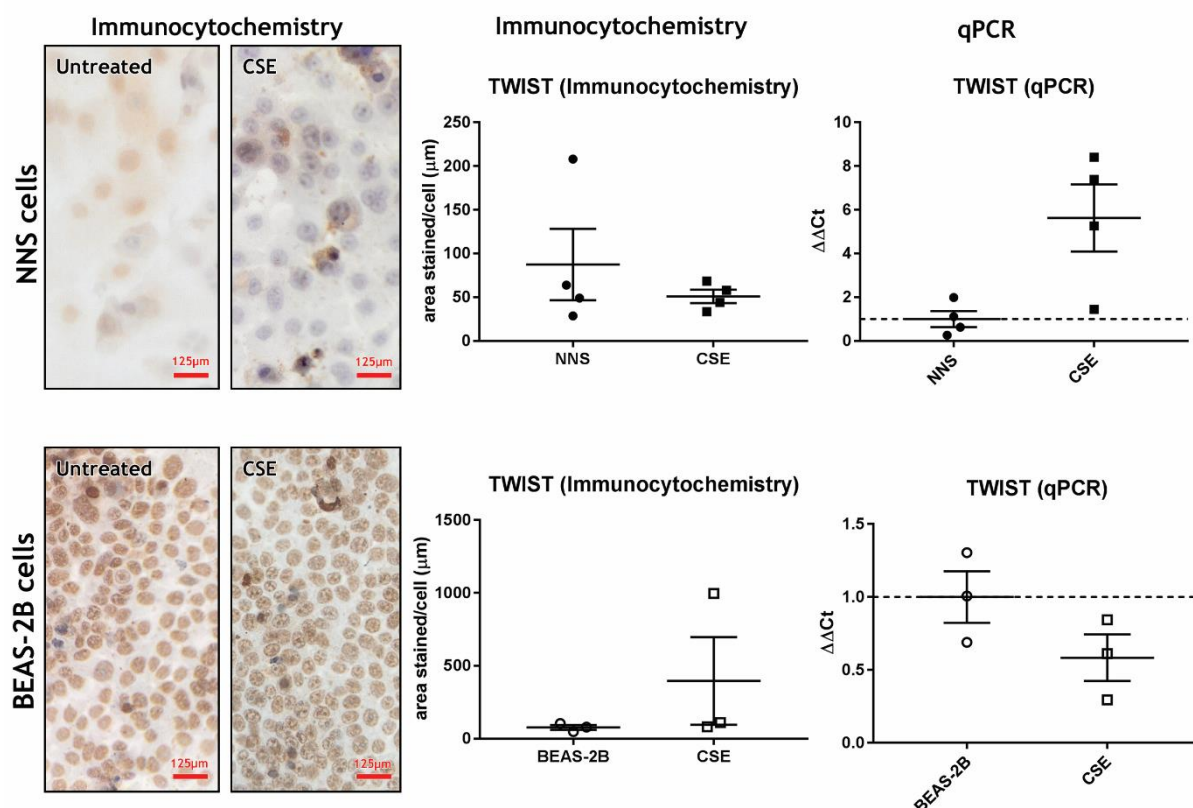 Immunocytochemistry
Immunocytochemistry
qPCR
NNS cells
Untreated
CSE
125µm
125µm
TWIST (Immunocytochemistry)
area stained/cell (µm)
250
200
150
100
50
0
NNS
CSE
TWIST (qPCR)
ΔΔCt
10
8
6
4
2
0
NNS
CSE
BEAS-2B cells
Untreated
CSE
125µm
125µm
TWIST (Immunocytochemistry)
area stained/cell (µm)
1500
1000
500
0
BEAS-2B
CSE
TWIST (qPCR)
ΔΔCt
1.5
1.0
0.5
0.0
BEAS-2B
CSE